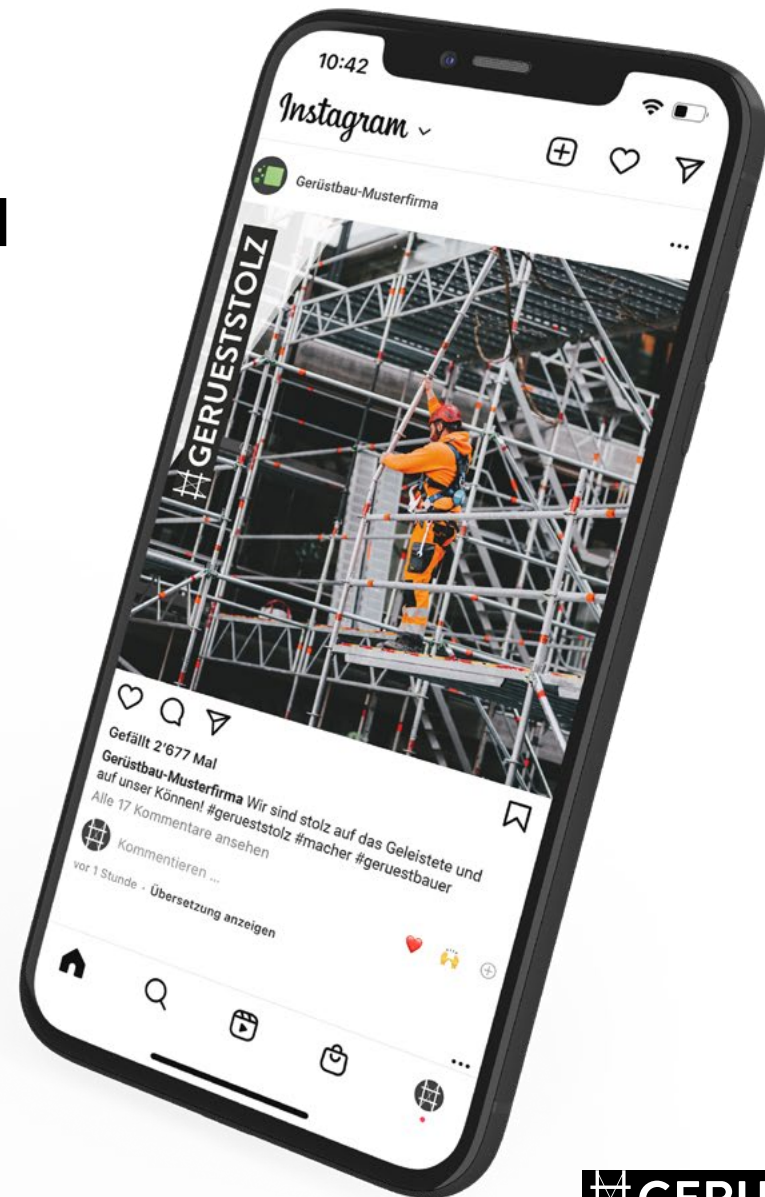 10:42
Instagram
Gerüstbau-Musterfirma
#GERUESTSTOLZ
Gefällt 2'677 Mal
Gerüstbau-Musterfirma Wir sind stolz auf das Geleistete und
auf unser Können! #gerueststolz #macher #geruestbauer
Alle 17 Kommentare ansehen
Kommentieren ...
vor 1 Stunde · Übersetzung anzeigen